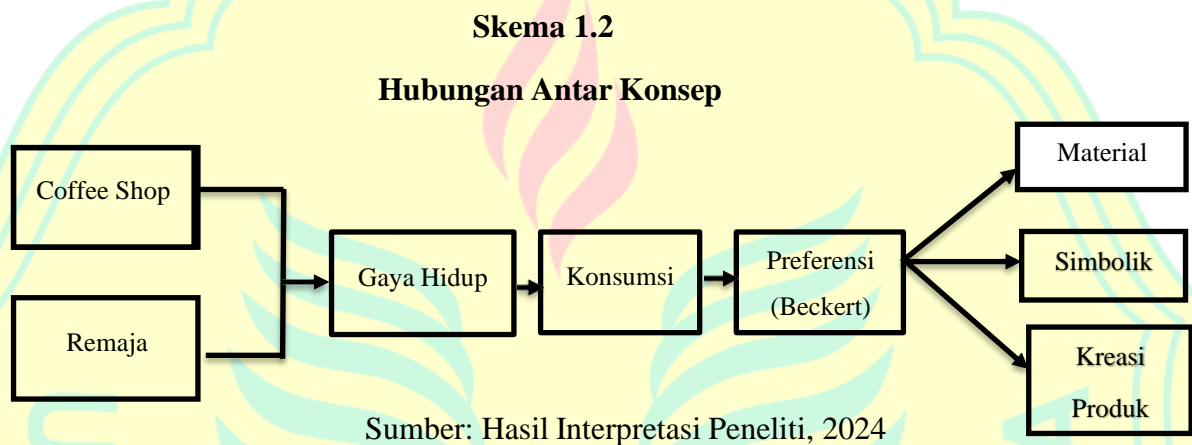 Skema 1.2
Hubungan Antar Konsep
Coffee Shop
Remaja
Gaya Hidup
Konsumsi
Preferensi
(Beckert)
Material
Simbolik
Kreasi
Produk
Sumber: Hasil Interpretasi Peneliti, 2024